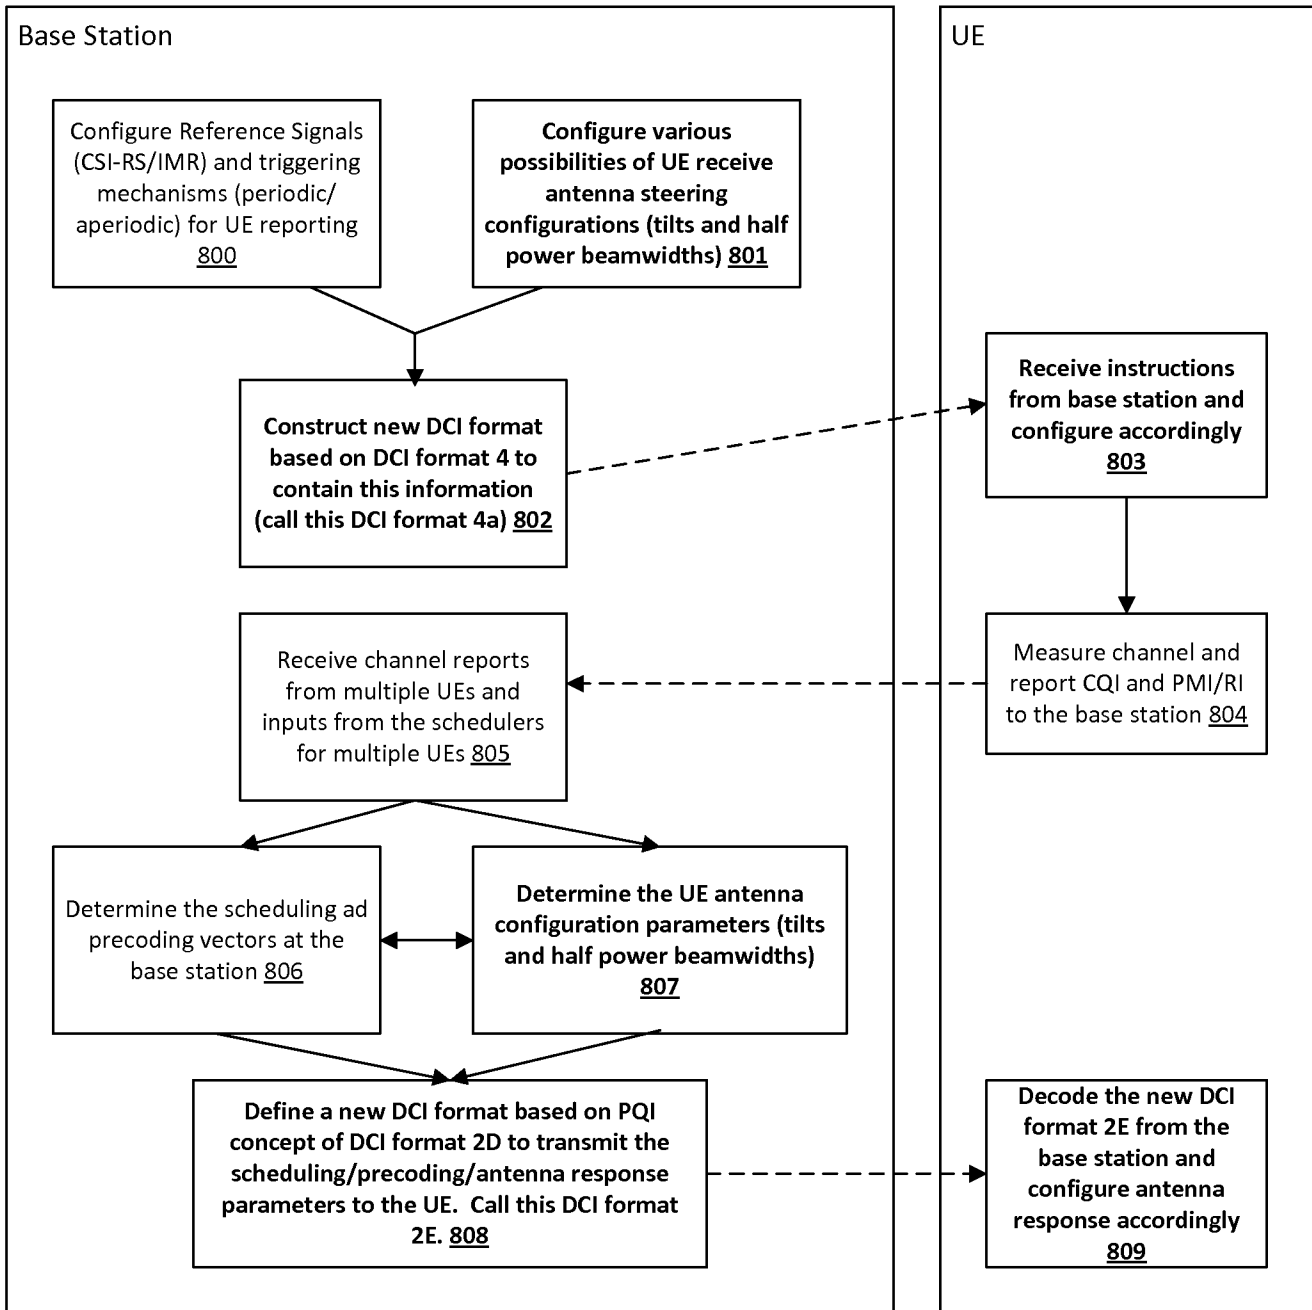 Base Station
UE
Configure Reference Signals
(CSI-RS/IMR) and triggering
mechanisms (periodic/
aperiodic) for UE reporting
800
Configure various
possibilities of UE receive
antenna steering
configurations (tilts and half
power beamwidths) 801
Construct new DCI format
based on DCI format 4 to
contain this information
(call this DCI format 4a) 802
Receive instructions
from base station and
configure accordingly
803
Measure channel and
report CQI and PMI/RI
to the base station 804
Receive channel reports
from multiple UEs and
inputs from the schedulers
for multiple UEs 805
Determine the scheduling ad
precoding vectors at the
base station 806
Determine the UE antenna
configuration parameters (tilts
and half power beamwidths)
807
Define a new DCI format based on PQI
concept of DCI format 2D to transmit the
scheduling/precoding/antenna response
parameters to the UE. Call this DCI format
2E. 808
Decode the new DCI
format 2E from the
base station and
configure antenna
response accordingly
809